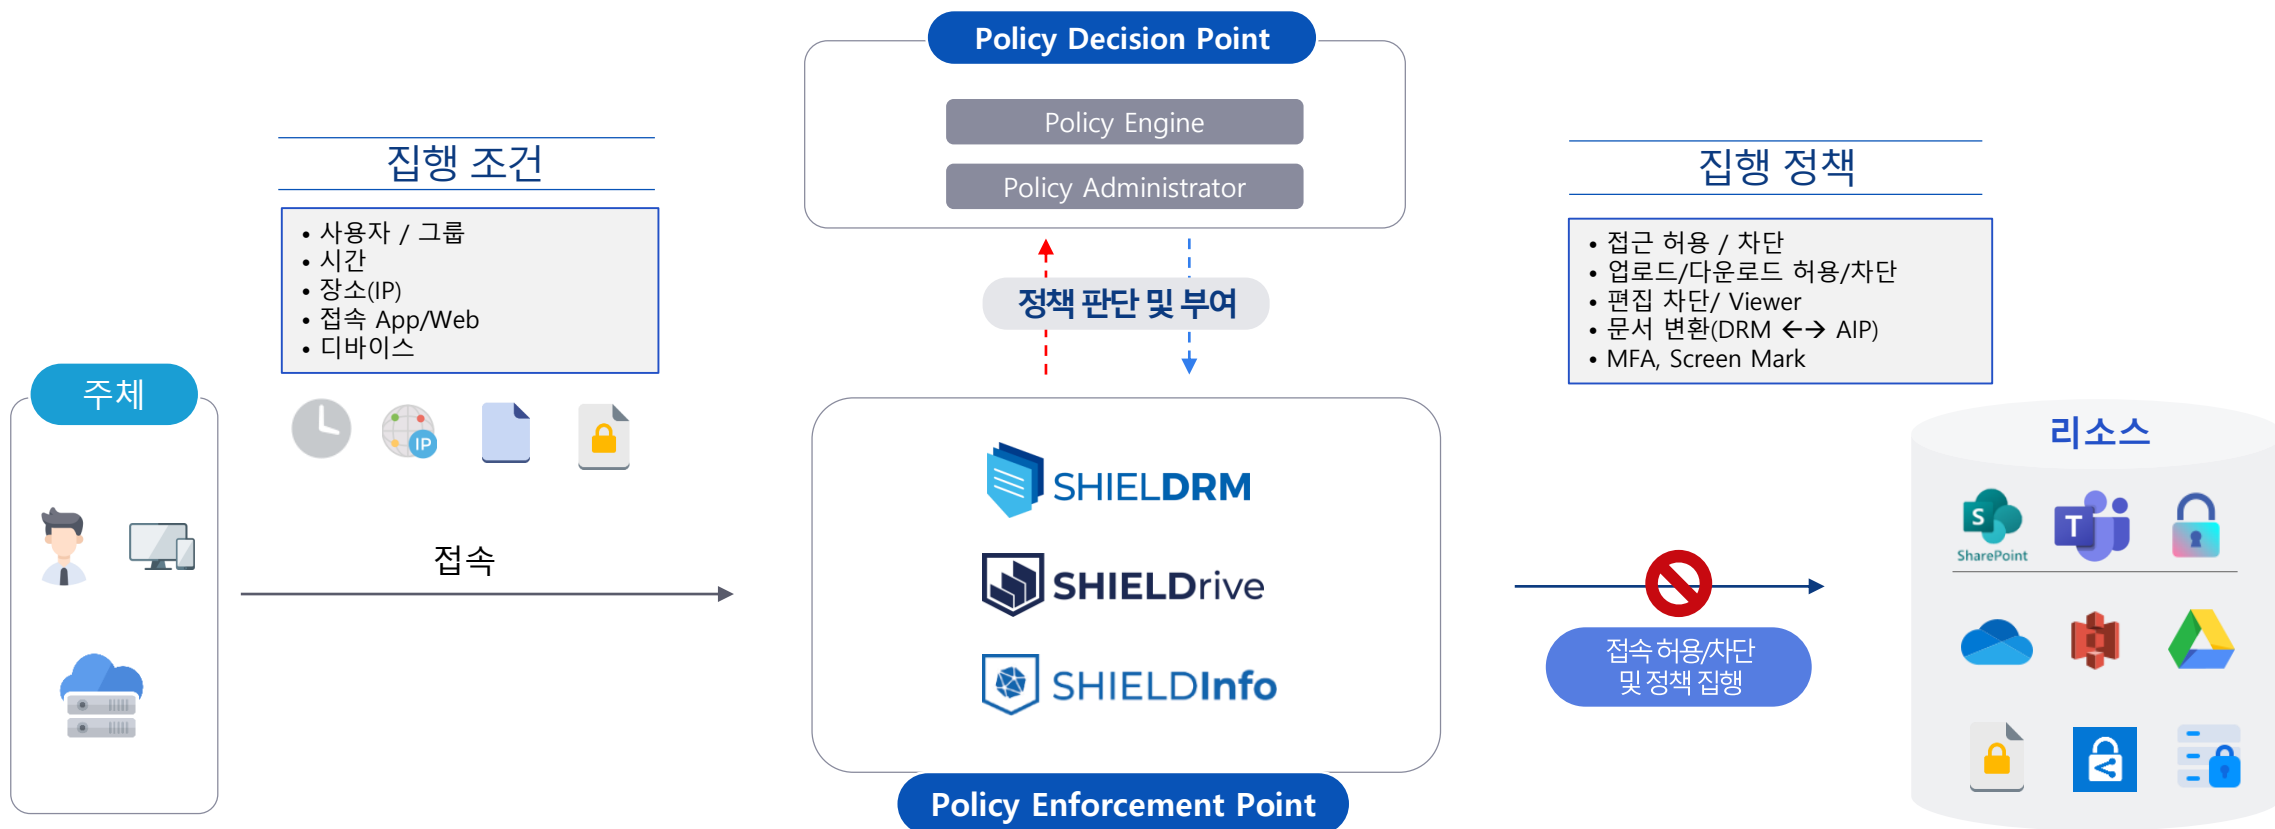 Policy Decision Point
Policy Engine
Policy Administrator
집행 조건
• 사용자 / 그룹
• 시간
• 장소(IP)
• 접속 App/Web
• 디바이스
정책 판단 및 부여
집행 정책
• 접근 허용 / 차단
• 업로드/다운로드 허용/차단
• 편집 차단/ Viewer
• 문서 변환(DRM ←→ AIP)
• MFA, Screen Mark
주체
IP
접속
SHIELDRM
SHIELDrive
SHIELDInfo
Policy Enforcement Point
접속 허용/차단
및 정책 집행
리소스
S
SharePoint
T